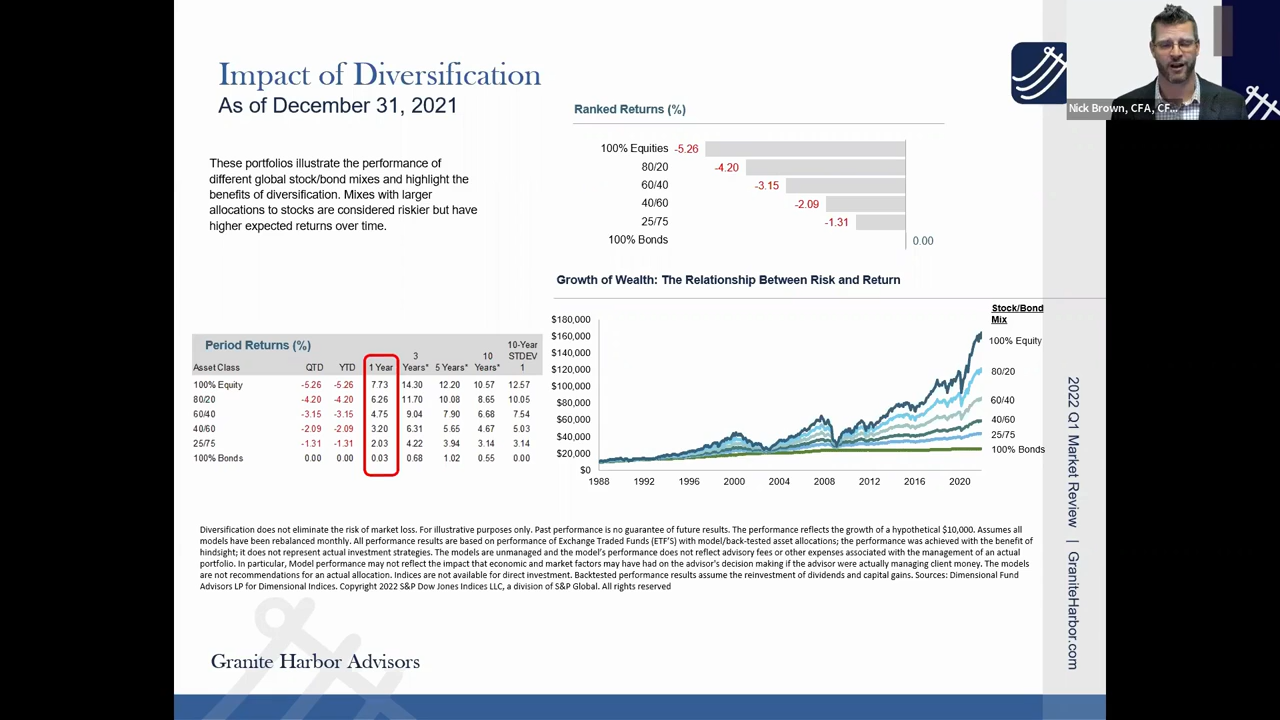 Impact of Diversification
As of December 31, 2021
These portfolios illustrate the performance of
different global stock/bond mixes and highlight the
benefits of diversification. Mixes with larger
allocations to stocks are considered riskier but have
higher expected returns over time.
Ranked Returns (%)
100% Equities -5.26
80/20 -4.20
60/40 -3.15
40/60 -2.09
25/75 -1.31
100% Bonds 0.00
Nick Brown, CFA, CF...
Growth of Wealth: The Relationship Between Risk and Return
Stock/Bond
Mix
$180,000
$160,000
$140,000
$120,000
$100,000
$80,000
$60,000
$40,000
$20,000
$0
1988 1992 1996 2000 2004 2008 2012 2016 2020
100% Equity
80/20
60/40
40/60
25/75
100% Bonds
Period Returns (%)
Asset Class QTD YTD 1 Year 3 Years* 5 Years* 10 Years* 10-Year STDEV 1
100% Equity -5.26 -5.26 7.73 14.30 12.20 10.57 12.57
80/20 -4.20 -4.20 6.26 11.70 10.08 8.65 10.05
60/40 -3.15 -3.15 4.75 9.04 7.90 6.68 7.54
40/60 -2.09 -2.09 3.20 6.31 5.65 4.67 5.03
25/75 -1.31 -1.31 2.03 4.22 3.94 3.14 3.14
100% Bonds 0.00 0.00 0.03 0.68 1.02 0.55 0.00
Diversification does not eliminate the risk of market loss. For illustrative purposes only. Past performance is no guarantee of future results. The performance reflects the growth of a hypothetical $10,000. Assumes all
models have been rebalanced monthly. All performance results are based on performance of Exchange Traded Funds (ETF'S) with model/back-tested asset allocations; the performance was achieved with the benefit of
hindsight; it does not represent actual investment strategies. The models are unmanaged and the model's performance does not reflect advisory fees or other expenses associated with the management of an actual
portfolio. In particular, Model performance may not reflect the impact that economic and market factors may have had on the advisor's decision making if the advisor were actually managing client money. The models
are not recommendations for an actual allocation. Indices are not available for direct investment. Backtested performance results assume the reinvestment of dividends and capital gains. Sources: Dimensional Fund
Advisors LP for Dimensional Indices. Copyright 2022 S&P Dow Jones Indices LLC, a division of S&P Global. All rights reserved
Granite Harbor Advisors
2022 Q1 Market Review | GraniteHarbor.com